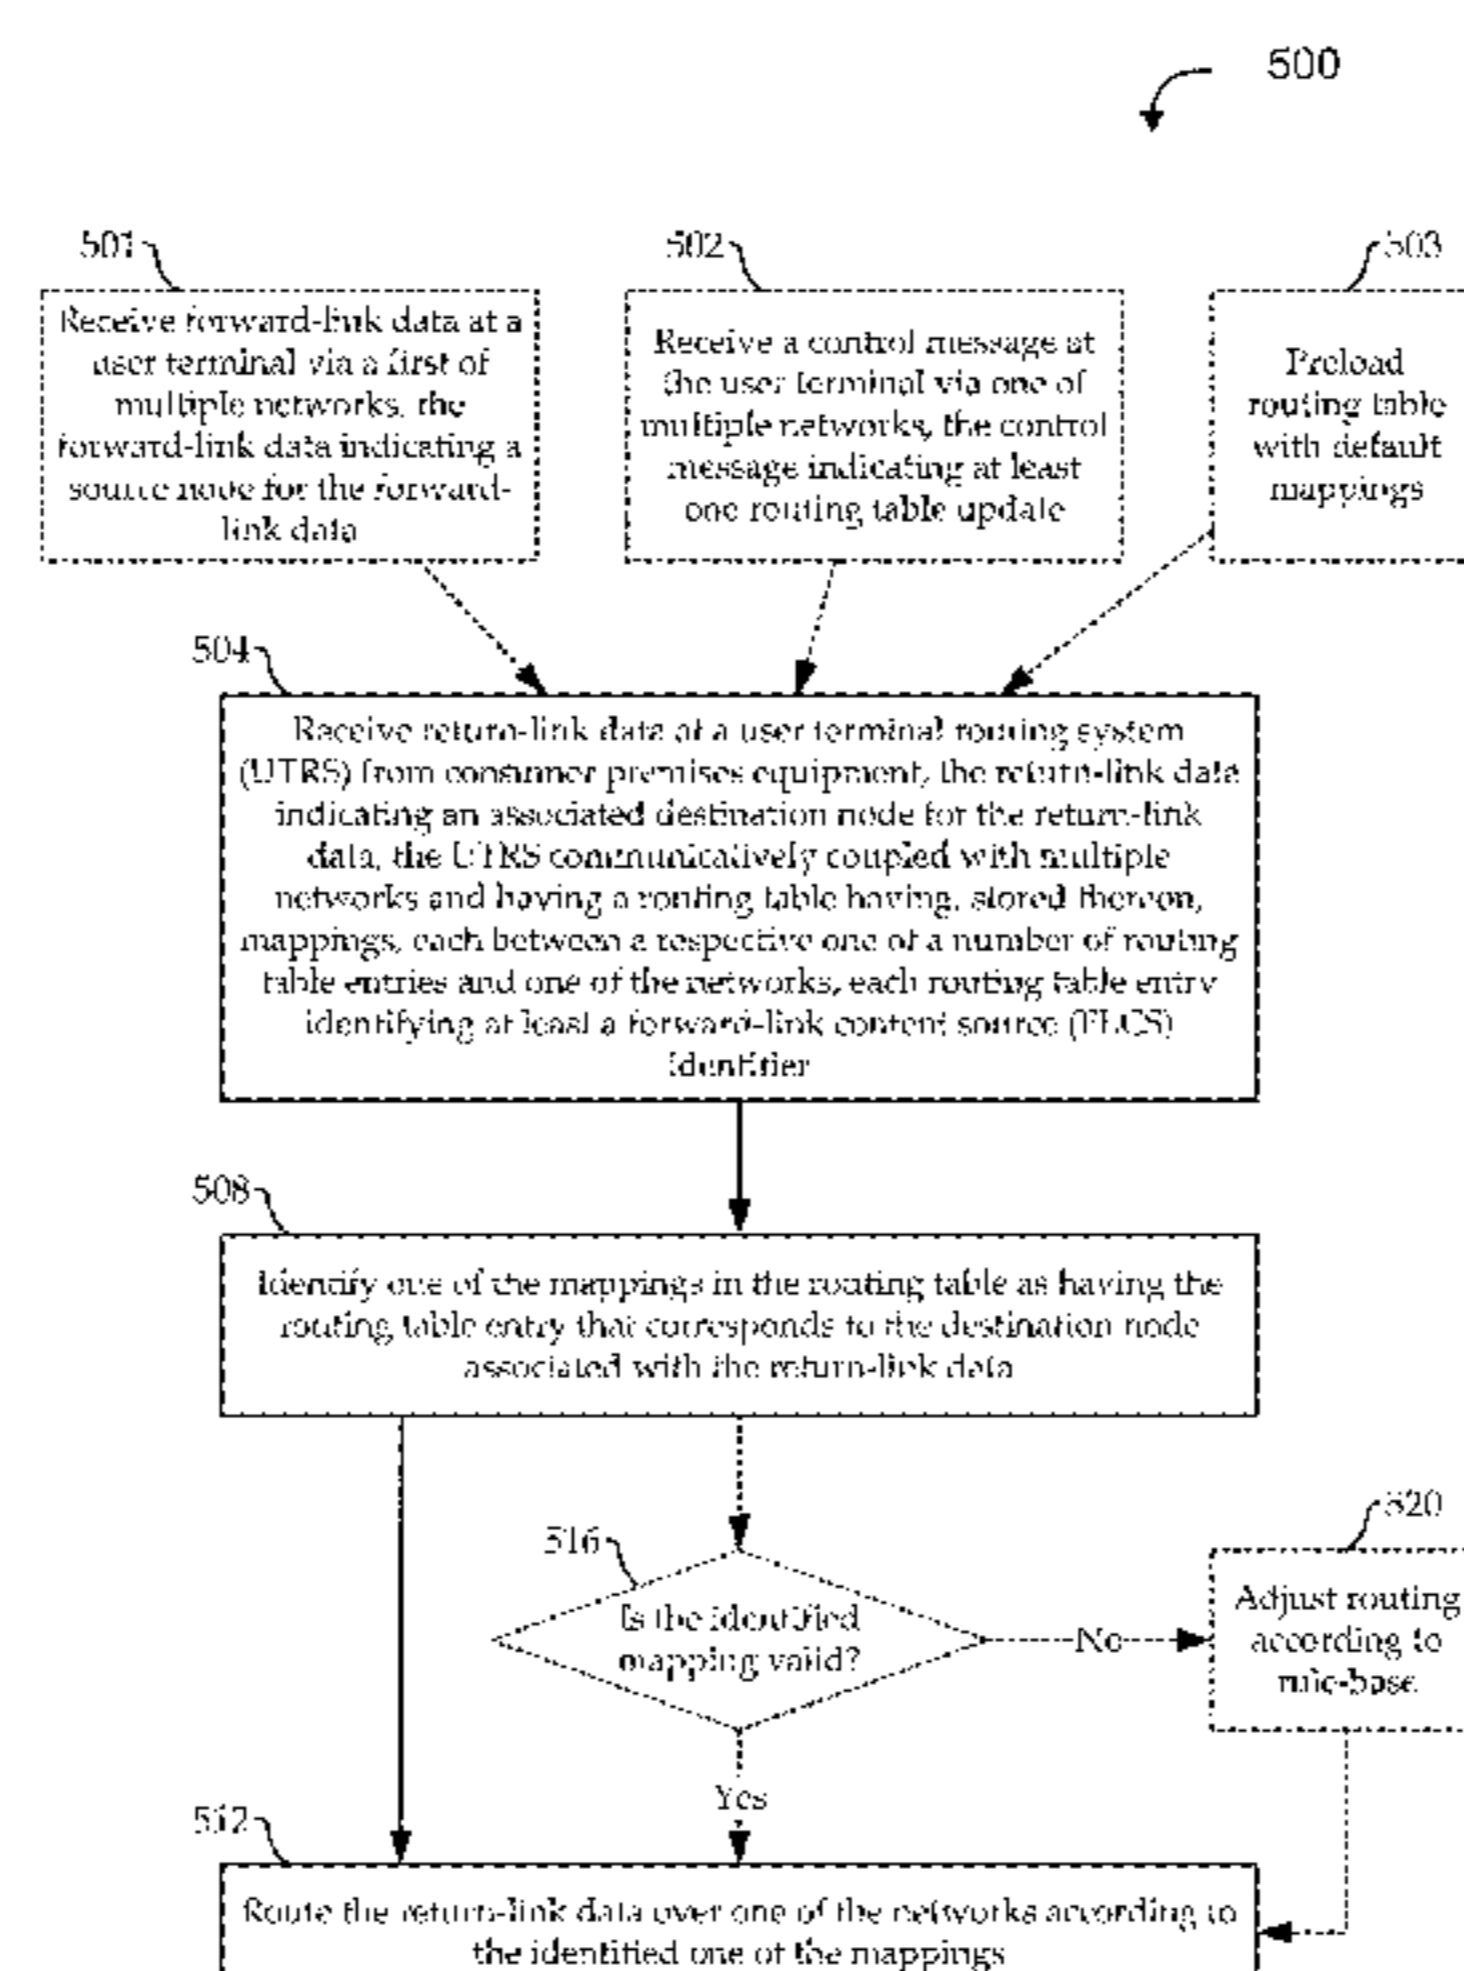 500
501
Receive forward-link data at a
user terminal via a first of
multiple networks, the
forward-link data indicating a
source node for the forward-
link data
502
Receive a control message at
the user terminal via one of
multiple networks, the control
message indicating at least
one routing table update
503
Preload
routing table
with default
mappings
504
Receive return-link data at a user terminal routing system
(UTRS) from consumer premises equipment, the return-link data
indicating an associated destination node for the return-link
data, the UTRS communicatively coupled with multiple
networks and having a routing table having, stored thereon,
mappings, each between a respective one of a number of routing
table entries and one of the networks, each routing table entry
identifying at least a forward-link content source (FLCS)
identifier
508
Identify one of the mappings in the routing table as having the
routing table entry that corresponds to the destination node
associated with the return-link data
516
Is the identified
mapping valid?
No
520
Adjust routing
according to
rule-base
Yes
512
Route the return-link data over one of the networks according to
the identified one of the mappings